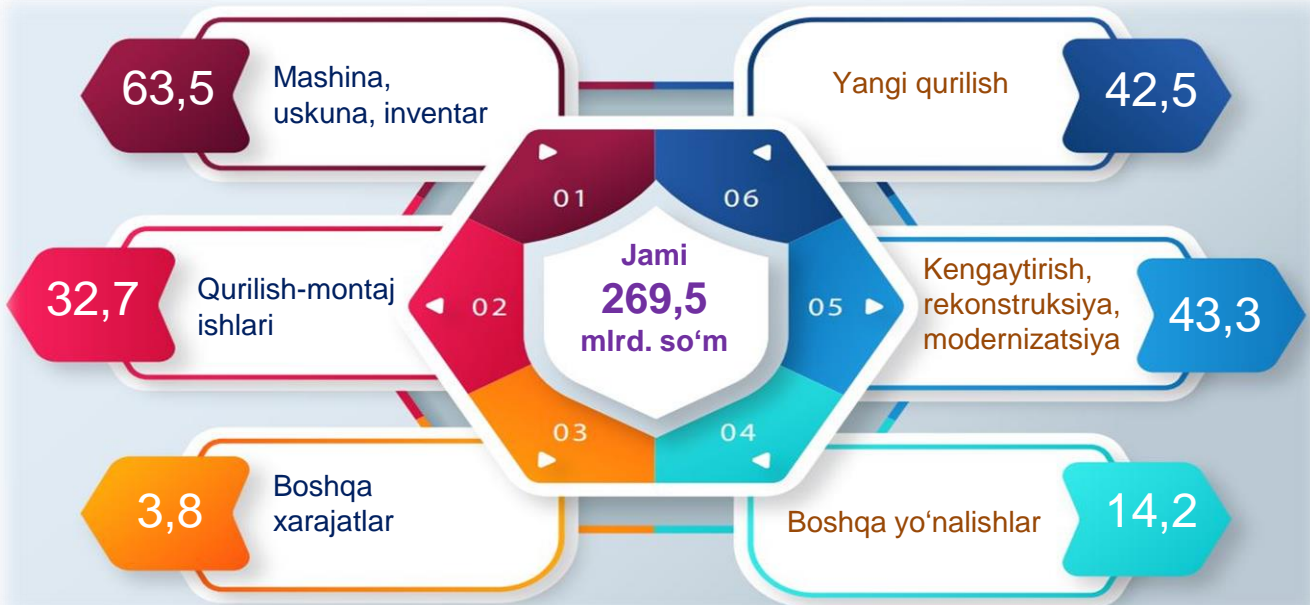 63,5
Mashina,
uskuna, inventar
01
32,7
Qurilish-montaj
ishlari
02
3,8
Boshqa
xarajatlar
03
Jami
269,5
mlrd. so‘m
Yangi qurilish
42,5
06
Kengaytirish,
rekonstruksiya,
modernizatsiya
43,3
05
Boshqa yo‘nalishlar
14,2
04